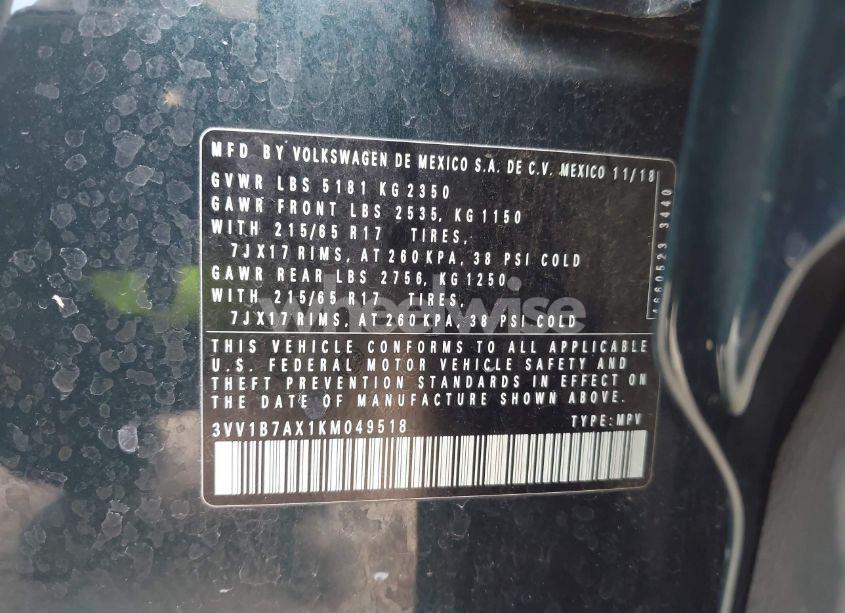 MFD BY VOLKSWAGEN DE MEXICO S.A. DE C.V. MEXICO 11/18
GVWR LBS 5181 KG 2350
GAWR FRONT LBS 2535, KG 1150
WITH 215/65 R17 TIRES,
7JX17 RIMS, AT 260 KPA, 38 PSI COLD
GAWR REAR LBS 2756, KG 1250
WITH 215/65 R17 TIRES,
7JX17 RIMS, AT 260 KPA, 38 PSI COLD
THIS VEHICLE CONFORMS TO ALL APPLICABLE
U.S. FEDERAL MOTOR VEHICLE SAFETY AND
THEFT PREVENTION STANDARDS IN EFFECT ON
THE DATE OF MANUFACTURE SHOWN ABOVE.
3VV1B7AX1KM049518 TYPE: MPV
3440
wheelwise